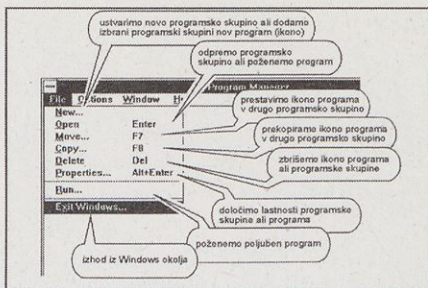 ustvarimo novo programsko skupino ali dodamo
izbrani programski skupini nov program (ikono)
odpremo programsko
skupino ali poženemo program
Program Manager
File Options Window H
prestavimo ikono programa
v drugo programsko skupino
New...
Open Enter
Move... F7
prekopiramo ikono programa
v drugo programsko skupino
Copy... F8
Delete Del
zbrišemo ikono programa
ali programske skupine
Properties... Alt+Enter
Run...
Exit Windows...
določimo lastnosti programske
skupine ali programa
poženemo poljuben program
izhod iz Windows okolja